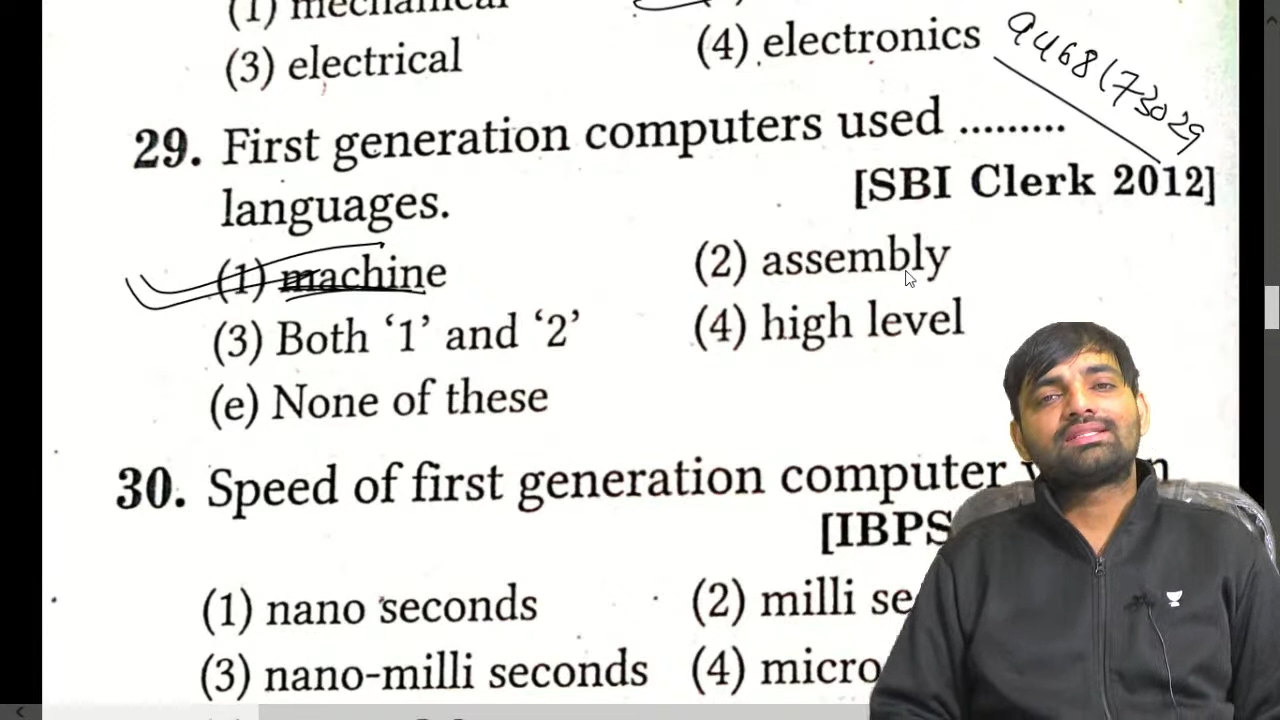 (3) electrical
(4) electronics
29. First generation computers used .........
languages.
[SBI Clerk 2012]
(1) machine
(2) assembly
(3) Both ‘1’ and ‘2’
(4) high level
(e) None of these
30. Speed of first generation computer
[IBPS
(1) nano seconds
(2) milli
(3) nano-milli seconds
(4) micro